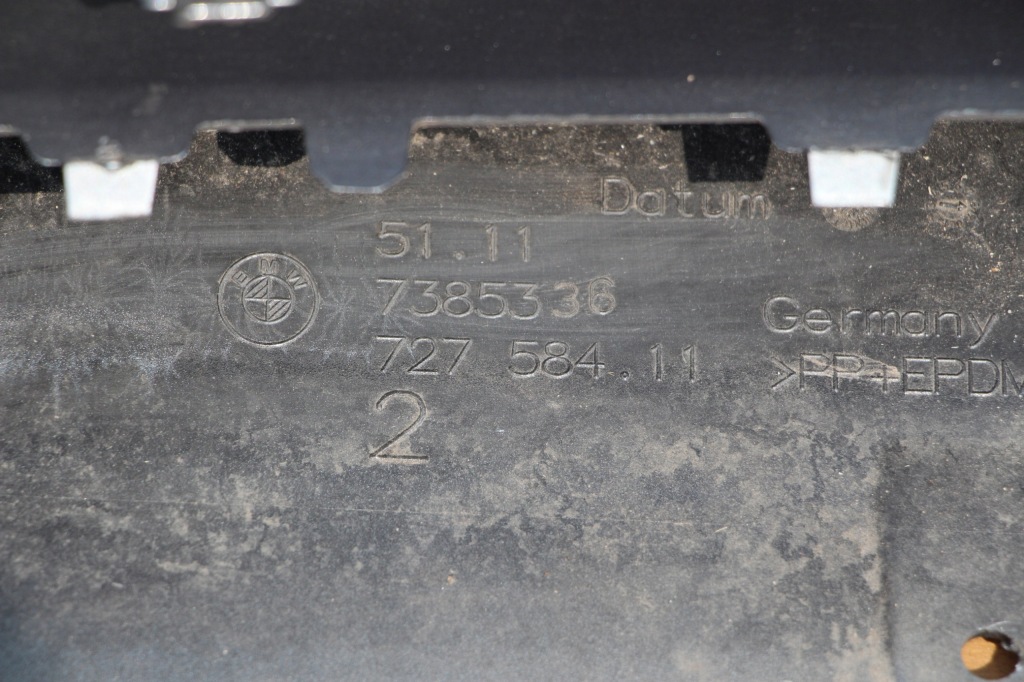 Datum
51.11
BMW
7385336
Germany
727 584.11
>PP+EPDM
2